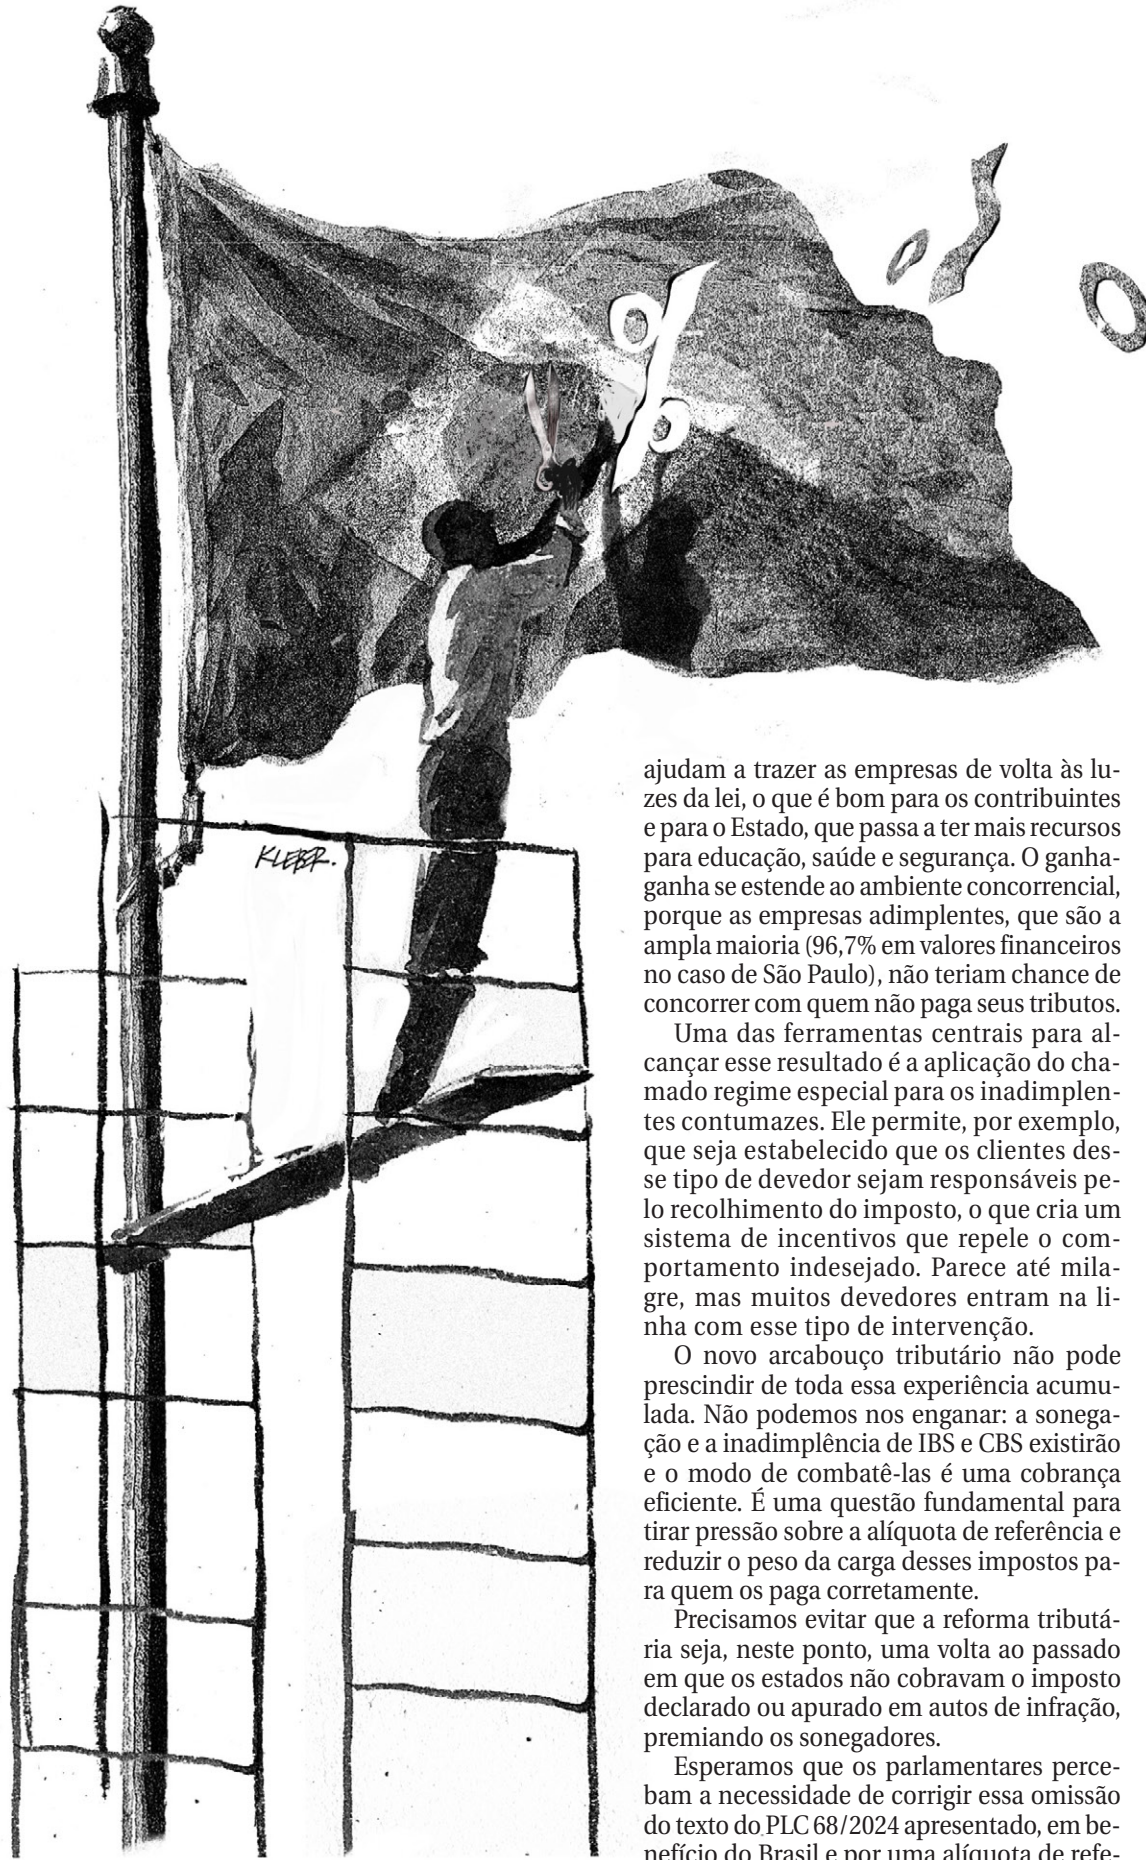 %
KLEBER.
ajudam a trazer as empresas de volta às lu-
zes da lei, o que é bom para os contribuintes
e para o Estado, que passa a ter mais recursos
para educação, saúde e segurança. O ganha-
ganha se estende ao ambiente concorrencial,
porque as empresas adimplentes, que são a
ampla maioria (96,7% em valores financeiros
no caso de São Paulo), não teriam chance de
concorrer com quem não paga seus tributos.
Uma das ferramentas centrais para al-
cançar esse resultado é a aplicação do cha-
mado regime especial para os inadimplen-
tes contumazes. Ele permite, por exemplo,
que seja estabelecido que os clientes des-
se tipo de devedor sejam responsáveis pe-
lo recolhimento do imposto, o que cria um
sistema de incentivos que repele o com-
portamento indesejado. Parece até mila-
gre, mas muitos devedores entram na li-
nha com esse tipo de intervenção.
O novo arcabouço tributário não pode
prescindir de toda essa experiência acumu-
lada. Não podemos nos enganar: a sonega-
ção e a inadimplência de IBS e CBS existirão
e o modo de combatê-las é uma cobrança
eficiente. É uma questão fundamental para
tirar pressão sobre a alíquota de referência e
reduzir o peso da carga desses impostos pa-
ra quem os paga corretamente.
Precisamos evitar que a reforma tributá-
ria seja, neste ponto, uma volta ao passado
em que os estados não cobravam o imposto
declarado ou apurado em autos de infração,
premiando os sonegadores.
Esperamos que os parlamentares perce-
bam a necessidade de corrigir essa omissão
do texto do PLC 68/2024 apresentado, em be-
nefício do Brasil e por uma alíquota de refe-